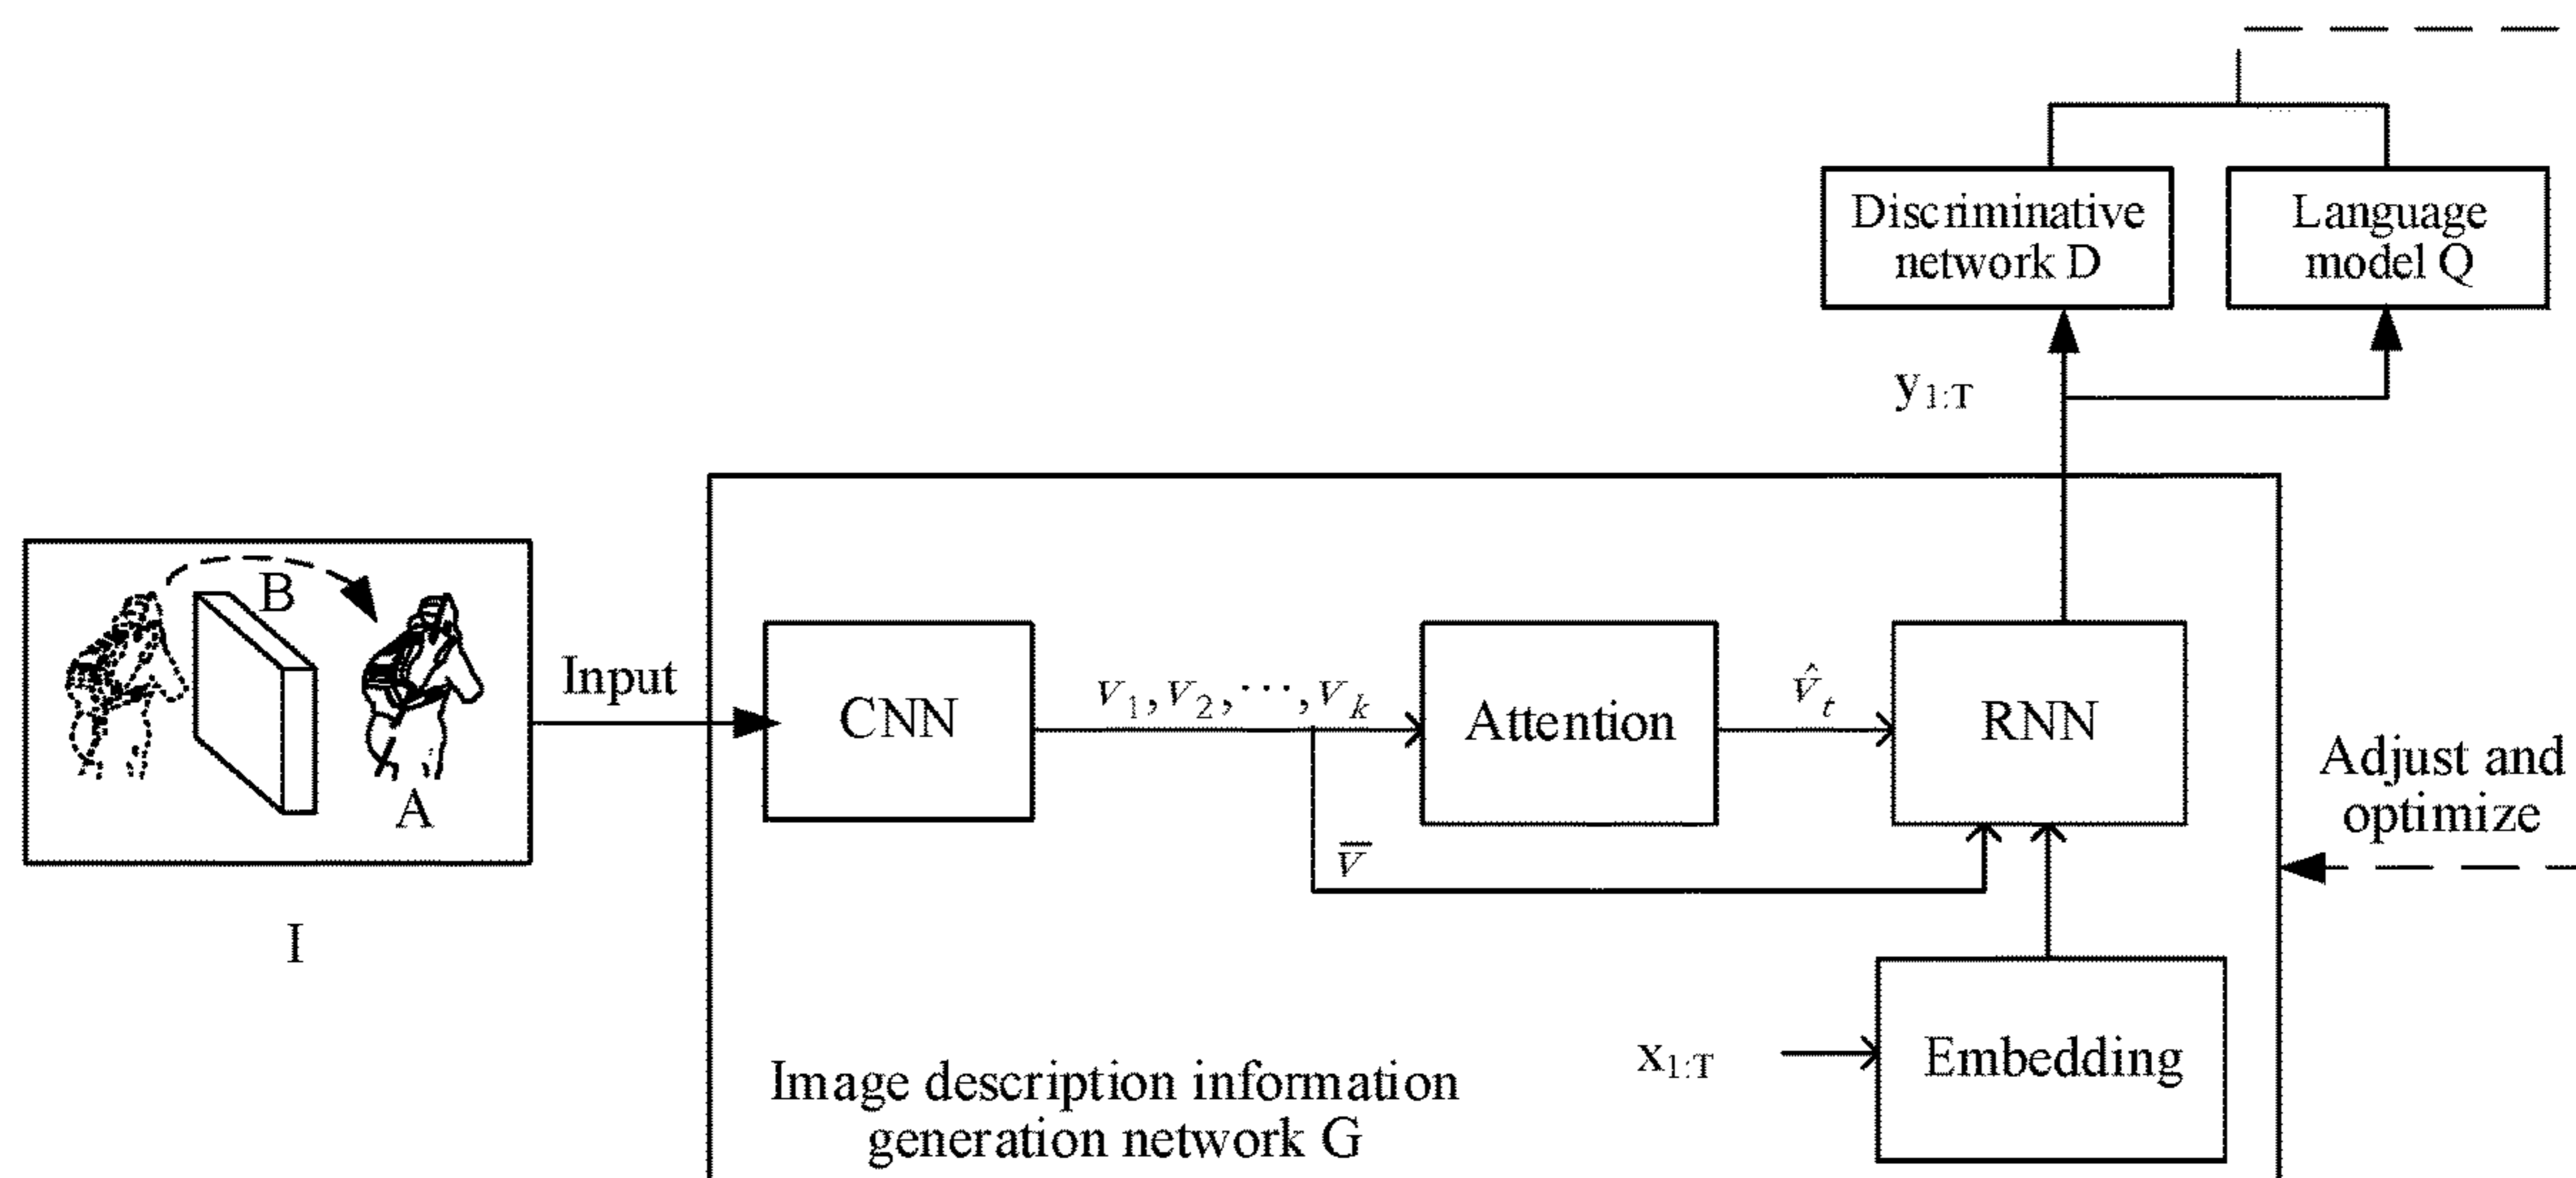 Discriminative
network D
Language
model Q
y1:T
B
A
I
Input
CNN
V1, V2, ···, Vk
Attention
v̂t
RNN
v̅
Adjust and
optimize
x1:T
Embedding
Image description information
generation network G